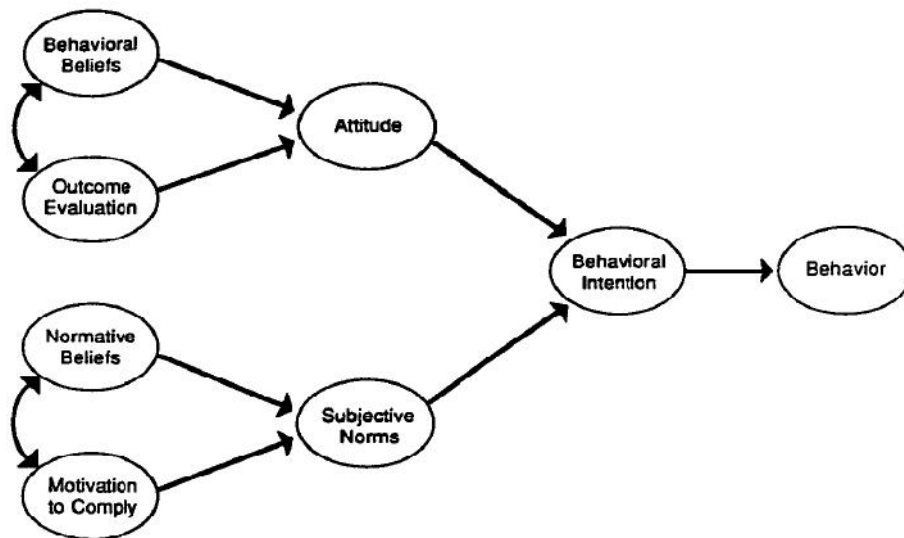 Behavioral
Beliefs
Attitude
Outcome
Evaluation
Behavioral
Intention
Behavior
Normative
Beliefs
Subjective
Norms
Motivation
to Comply